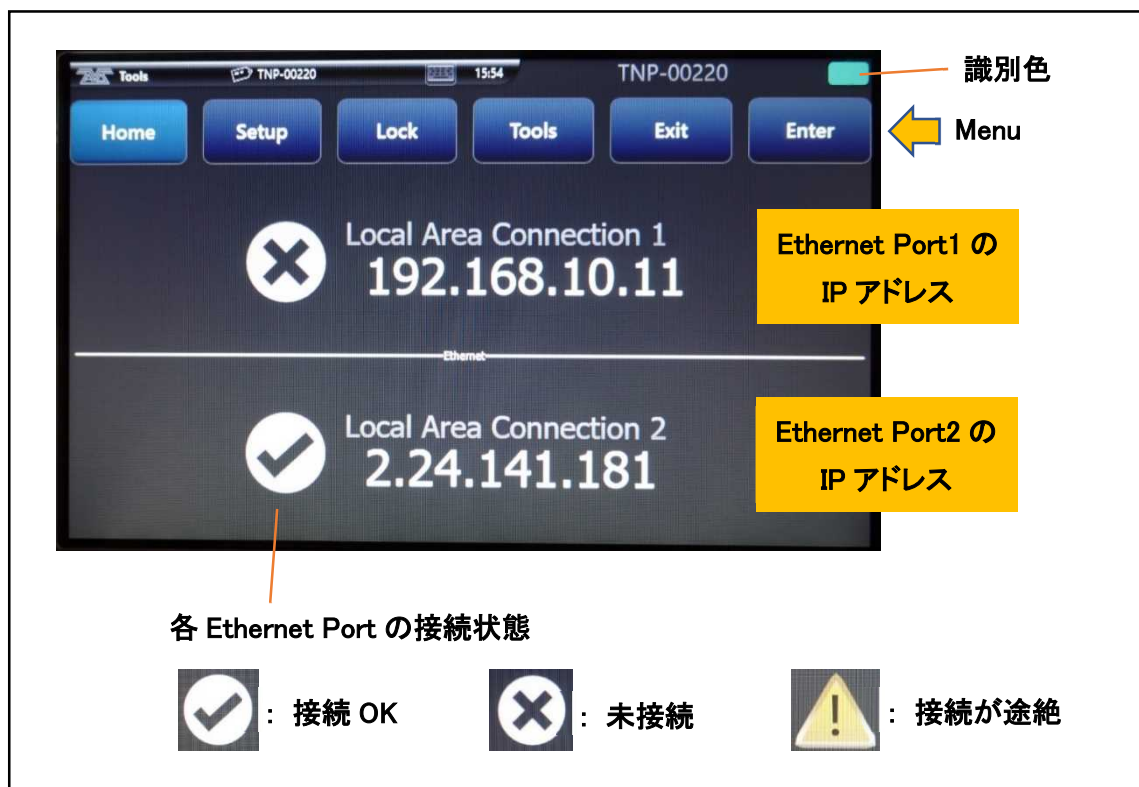 Tools TNP-00220 15:54 TNP-00220
識別色
Home Setup Lock Tools Exit Enter
Menu
Local Area Connection 1
192.168.10.11
Ethernet Port1 の
IP アドレス
Ethernet
Local Area Connection 2
2.24.141.181
Ethernet Port2 の
IP アドレス
各 Ethernet Port の接続状態
： 接続 OK
： 未接続
： 接続が途絶